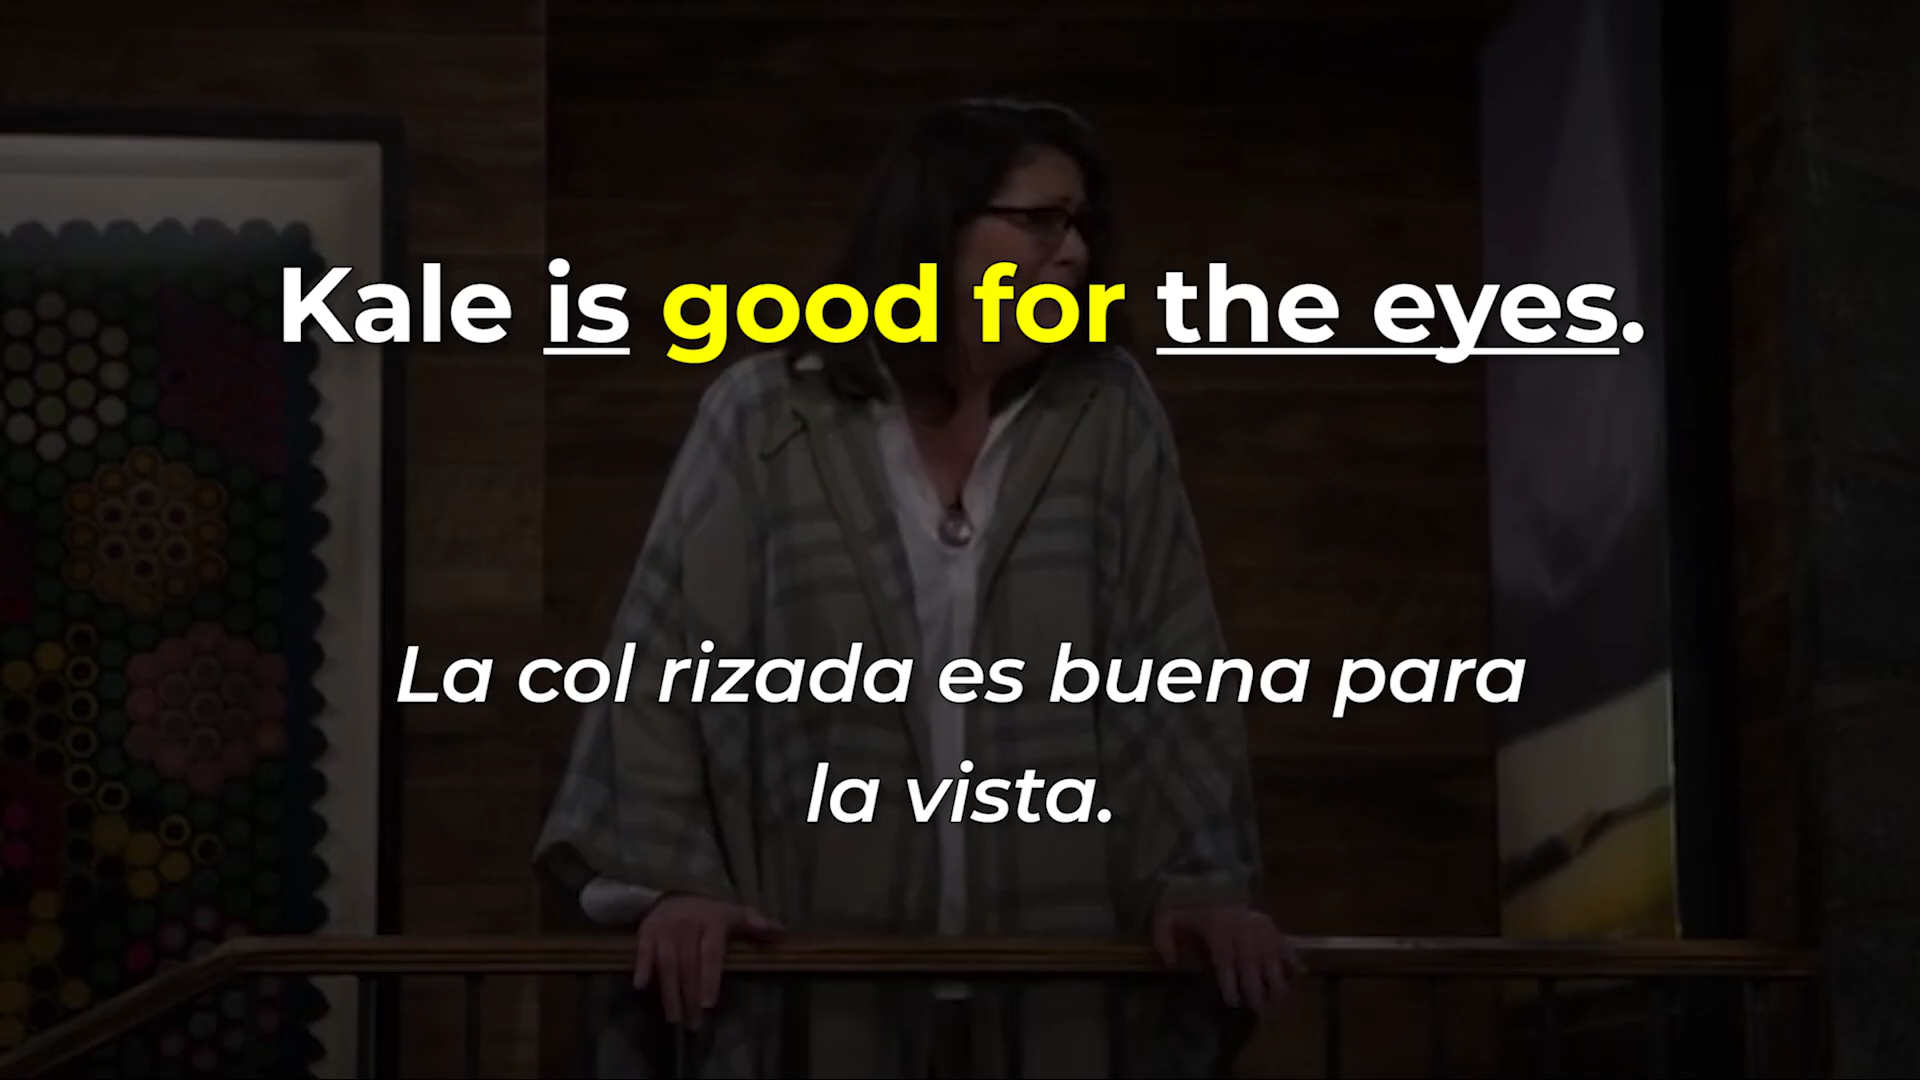 Kale is good for the eyes.
La col rizada es buena para
la vista.